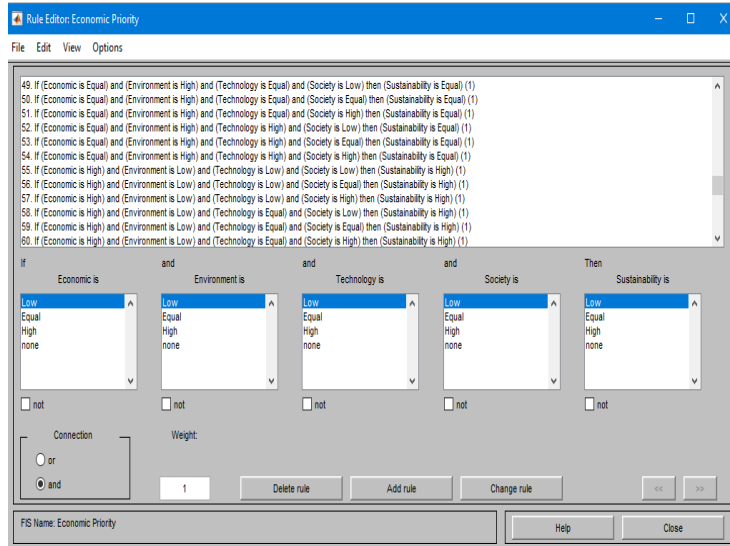 Rule Editor: Economic Priority
File Edit View Options
49. If (Economic is Equal) and (Environment is High) and (Technology is Equal) and (Society is Low) then (Sustainability is Equal) (1)
50. If (Economic is Equal) and (Environment is High) and (Technology is Equal) and (Society is Equal) then (Sustainability is Equal) (1)
51. If (Economic is Equal) and (Environment is High) and (Technology is Equal) and (Society is High) then (Sustainability is Equal) (1)
52. If (Economic is Equal) and (Environment is High) and (Technology is High) and (Society is Low) then (Sustainability is Equal) (1)
53. If (Economic is Equal) and (Environment is High) and (Technology is High) and (Society is Equal) then (Sustainability is Equal) (1)
54. If (Economic is Equal) and (Environment is High) and (Technology is High) and (Society is High) then (Sustainability is Equal) (1)
55. If (Economic is High) and (Environment is Low) and (Technology is Low) and (Society is Low) then (Sustainability is High) (1)
56. If (Economic is High) and (Environment is Low) and (Technology is Low) and (Society is Equal) then (Sustainability is High) (1)
57. If (Economic is High) and (Environment is Low) and (Technology is Low) and (Society is High) then (Sustainability is High) (1)
58. If (Economic is High) and (Environment is Low) and (Technology is Equal) and (Society is Low) then (Sustainability is High) (1)
59. If (Economic is High) and (Environment is Low) and (Technology is Equal) and (Society is Equal) then (Sustainability is High) (1)
60. If (Economic is High) and (Environment is Low) and (Technology is Equal) and (Society is High) then (Sustainability is High) (1)
If and and and Then
Economic is Environment is Technology is Society is Sustainability is
Low Low Low Low Low
Equal Equal Equal Equal Equal
High High High High High
none none none none none
not not not not not
Connection Weight:
or
and 1 Delete rule Add rule Change rule << >>
FIS Name: Economic Priority Help Close